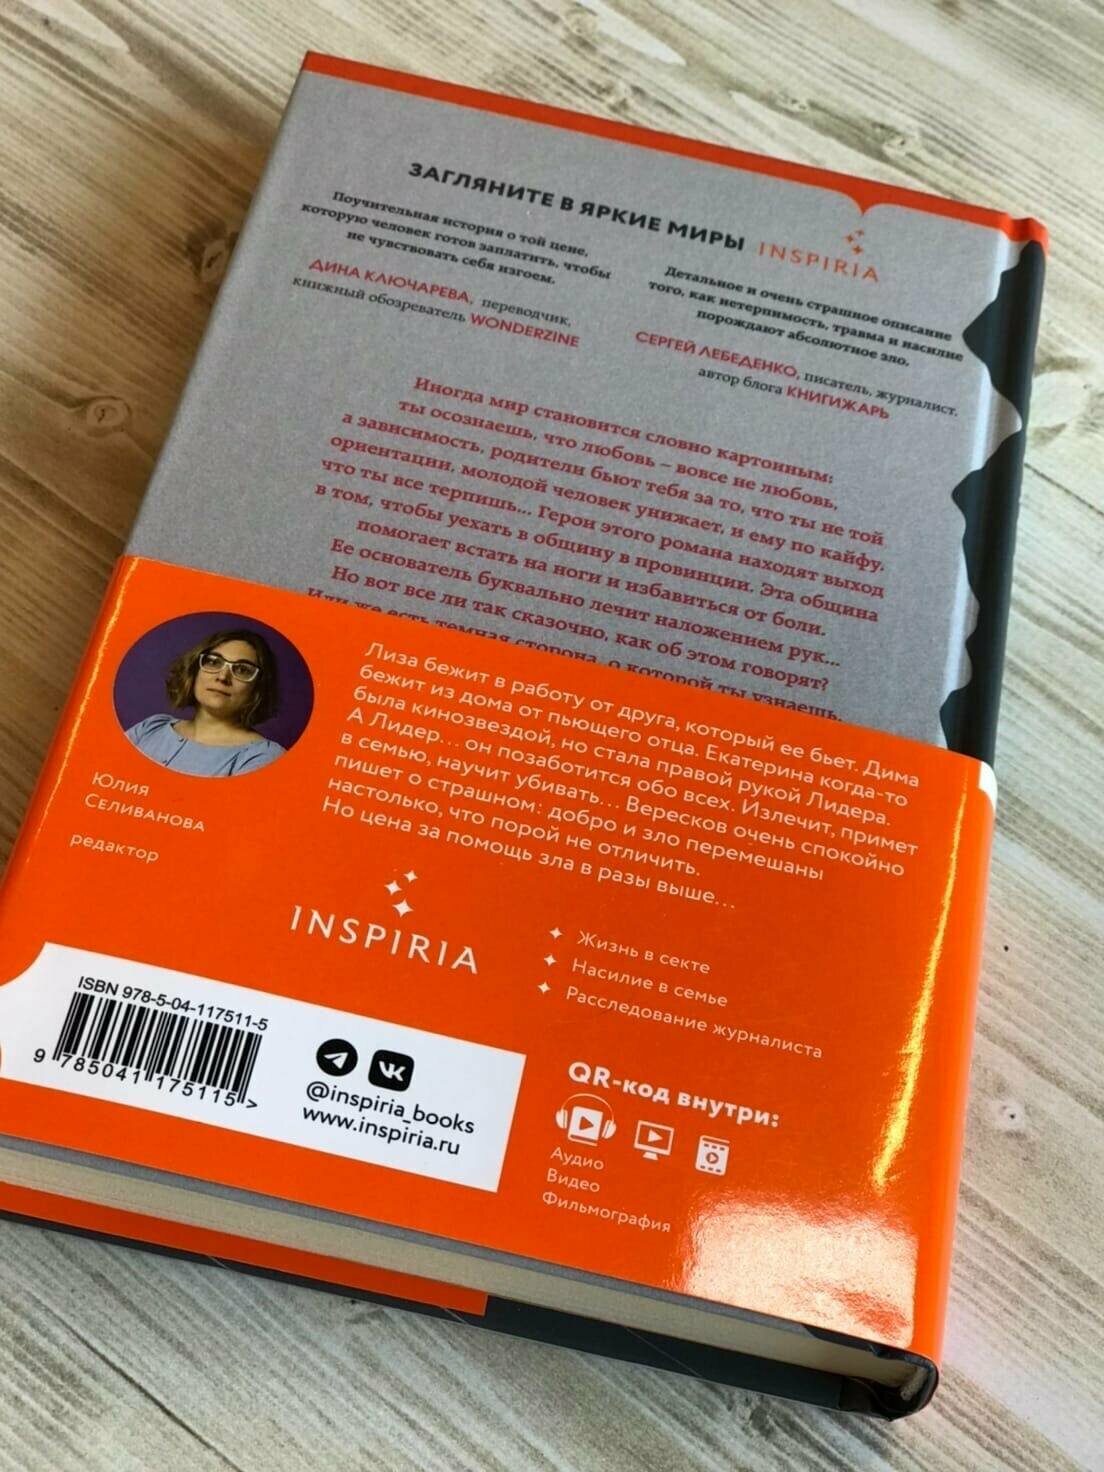 ЗАГЛЯНИТЕ В ЯРКИЕ МИРЫ INSPIRIA
Поучительная история о той цене,
которую человек готов заплатить, чтобы
не чувствовать себя изгоем.
ДИНА КЛЮЧАРЕВА, переводчик,
книжный обозреватель WONDERZINE
Детальное и очень страшное описание
того, как нетерпимость, травма и насилие
порождают абсолютное зло.
СЕРГЕЙ ЛЕБЕДЕНКО, писатель, журналист,
автор блога КНИГИЖАРЬ
Иногда мир становится словно картонным:
ты осознаешь, что любовь – вовсе не любовь,
а зависимость, родители бьют тебя за то, что ты не той
ориентации, молодой человек унижает, и ему по кайфу,
что ты все терпишь... Герои этого романа находят выход
в том, чтобы уехать в общину в провинции. Эта община
помогает встать на ноги и избавиться от боли.
Ее основатель буквально лечит наложением рук...
Но вот все ли так сказочно, как об этом говорят?
Или же есть темная сторона, о которой ты узнаешь,
Лиза бежит в работу от друга, который ее бьет. Дима
бежит из дома от пьющего отца. Екатерина когда-то
была кинозвездой, но стала правой рукой Лидера.
А Лидер... он позаботится обо всех. Излечит, примет
в семью, научит убивать... Вересков очень спокойно
пишет о страшном: добро и зло перемешаны
настолько, что порой не отличить.
Но цена за помощь зла в разы выше...
Юлия
Селиванова
редактор
INSPIRIA
Жизнь в секте
Насилие в семье
Расследование журналиста
ISBN 978-5-04-117511-5
9 785041 175115 >
@inspiria_books
www.inspiria.ru
QR-код внутри:
Аудио
Видео
Фильмография